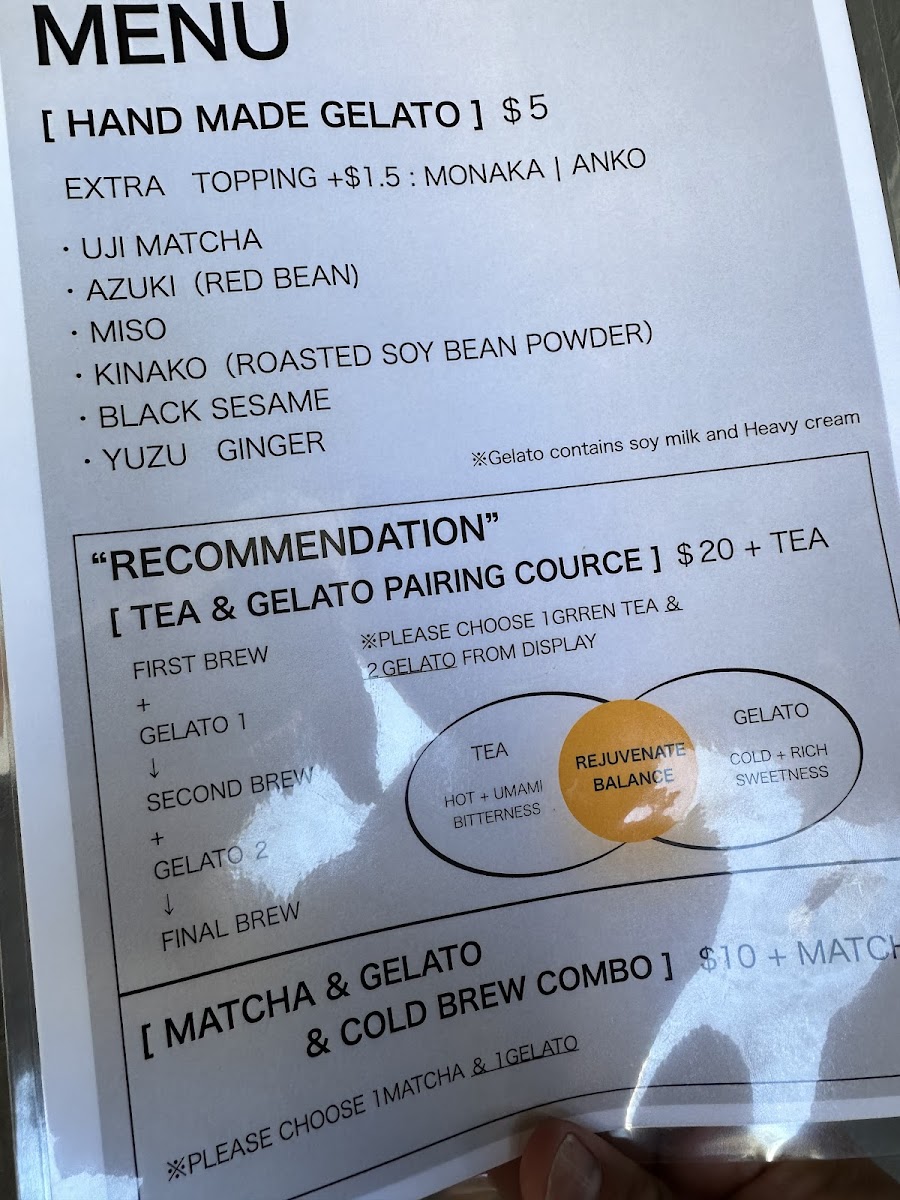 MENU
[ HAND MADE GELATO ] $5
EXTRA TOPPING +$1.5 : MONAKA | ANKO
・UJI MATCHA
・AZUKI (RED BEAN)
・MISO
・KINAKO (ROASTED SOY BEAN POWDER)
・BLACK SESAME
・YUZU GINGER
※Gelato contains soy milk and Heavy cream
“RECOMMENDATION”
[ TEA & GELATO PAIRING COURCE ] $20 + TEA
※PLEASE CHOOSE 1GRREN TEA &
2 GELATO FROM DISPLAY
FIRST BREW
+
GELATO 1
↓
SECOND BREW
+
GELATO 2
↓
FINAL BREW
TEA
HOT + UMAMI
BITTERNESS
REJUVENATE
BALANCE
GELATO
COLD + RICH
SWEETNESS
[ MATCHA & GELATO
& COLD BREW COMBO ] $10 + MATCH
※PLEASE CHOOSE 1MATCHA & 1GELATO